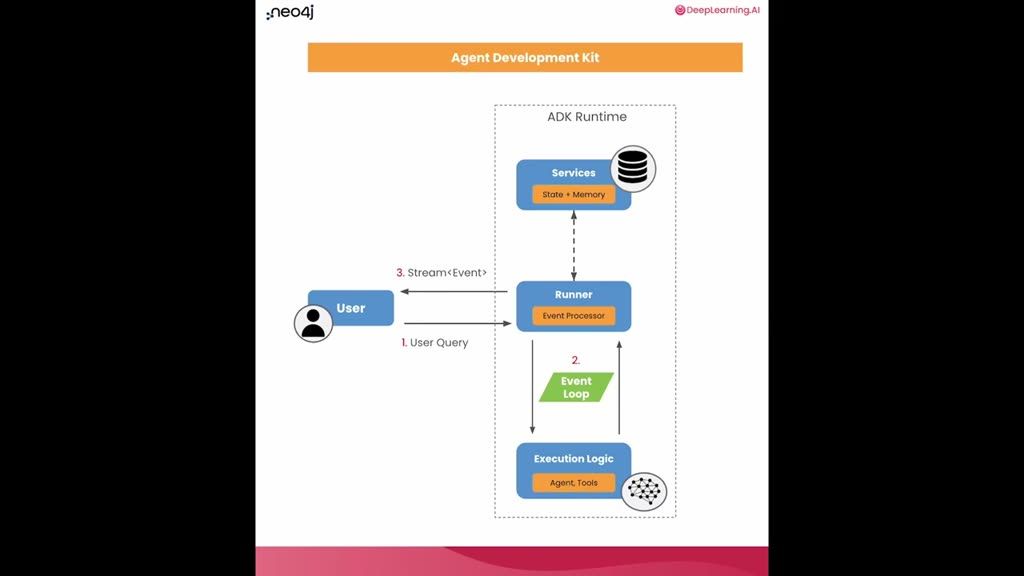 neo4j
DeepLearning.AI
Agent Development Kit
ADK Runtime
Services
State + Memory
3. Stream<Event>
User
Runner
Event Processor
1. User Query
2.
Event
Loop
Execution Logic
Agent, Tools